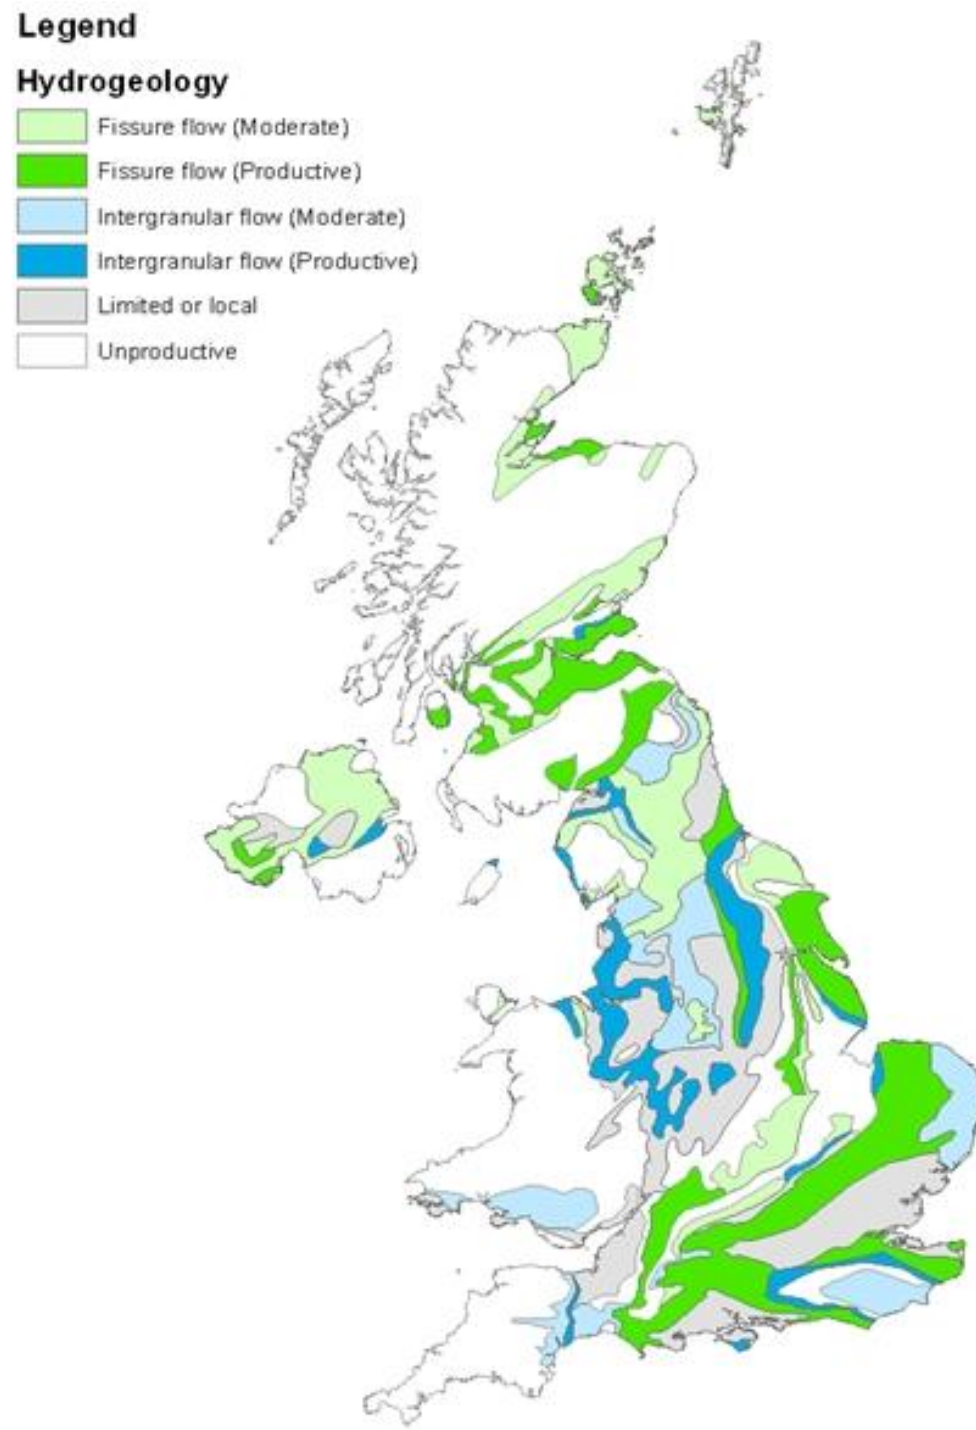 Legend
Hydrogeology
Fissure flow (Moderate)
Fissure flow (Productive)
Intergranular flow (Moderate)
Intergranular flow (Productive)
Limited or local
Unproductive